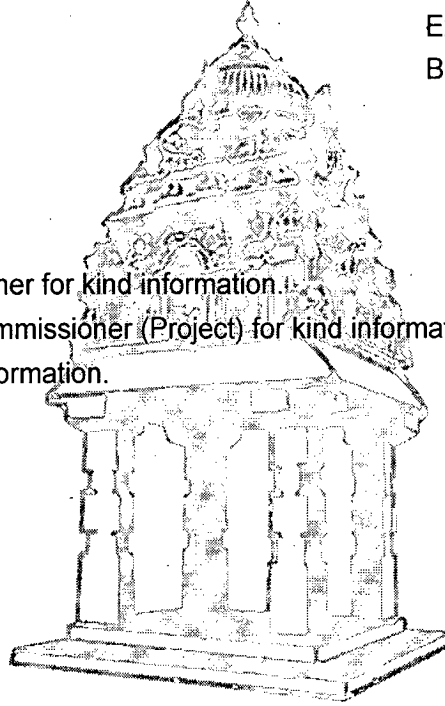 E
B
ner for kind information.
mmissioner (Project) for kind informat
ormation.